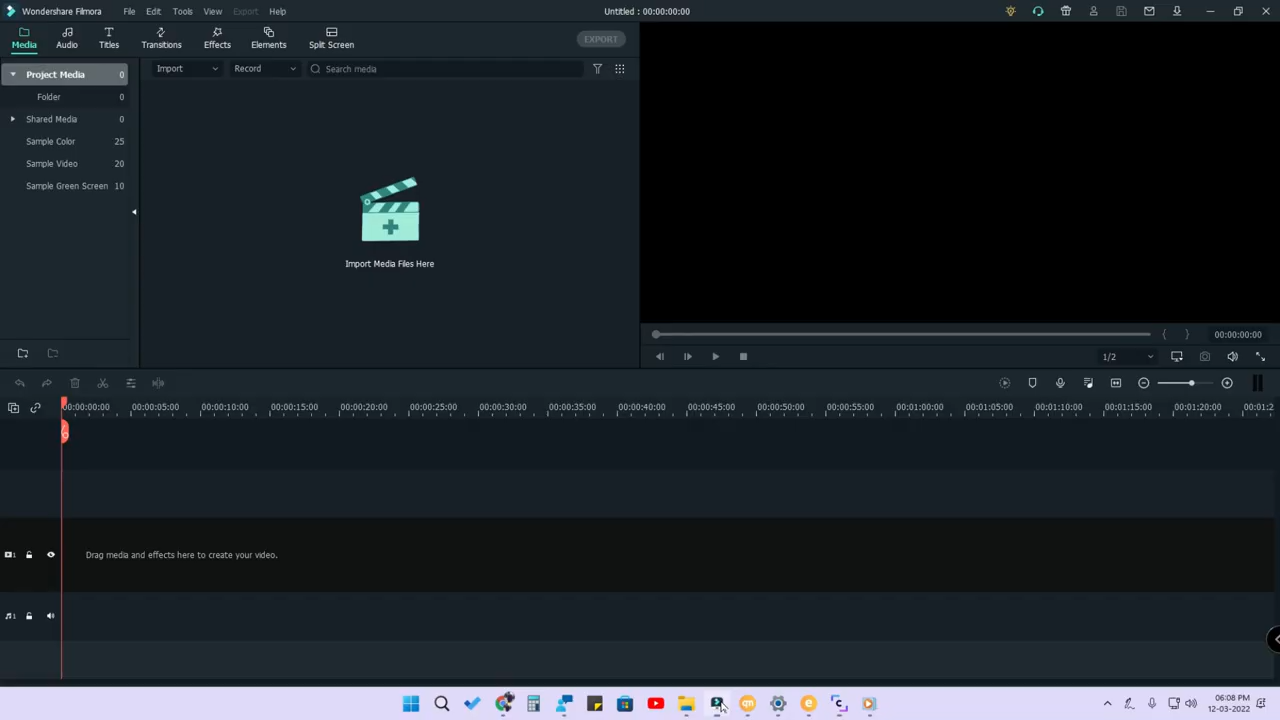 Wondershare Filmora File Edit Tools View Export Help Untitled : 00:00:00:00
Media Audio Titles Transitions Effects Elements Split Screen EXPORT
Project Media 0
Folder 0
Shared Media 0
Sample Color 25
Sample Video 20
Sample Green Screen 10
Import Record Search media
Import Media Files Here
00:00:00:00
1/2
00:00:00:00 00:00:05:00 00:00:10:00 00:00:15:00 00:00:20:00 00:00:25:00 00:00:30:00 00:00:35:00 00:00:40:00 00:00:45:00 00:00:50:00 00:00:55:00 00:01:00:00 00:01:05:00 00:01:10:00 00:01:15:00 00:01:20:00 00:01:2
1 Drag media and effects here to create your video.
1
qn e C
06:08 PM
12-03-2022